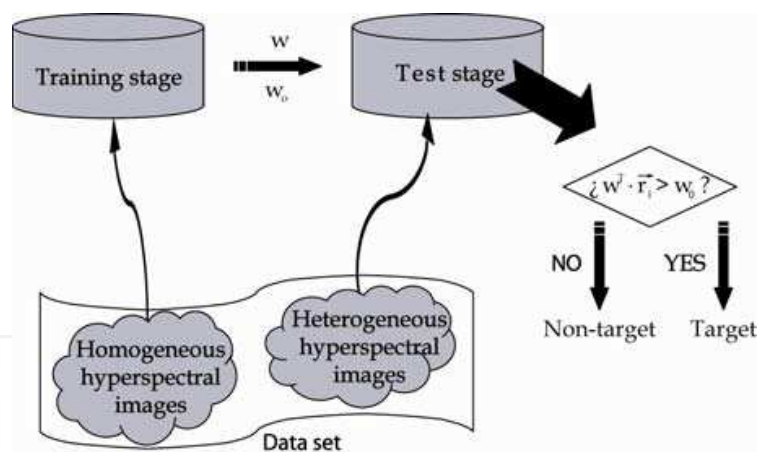 Training stage
w
w₀
Test stage
¿ wᵀ · r⃗ᵢ > w₀ ?
NO
YES
Non-target
Target
Homogeneous
hyperspectral
images
Heterogeneous
hyperspectral
images
Data set